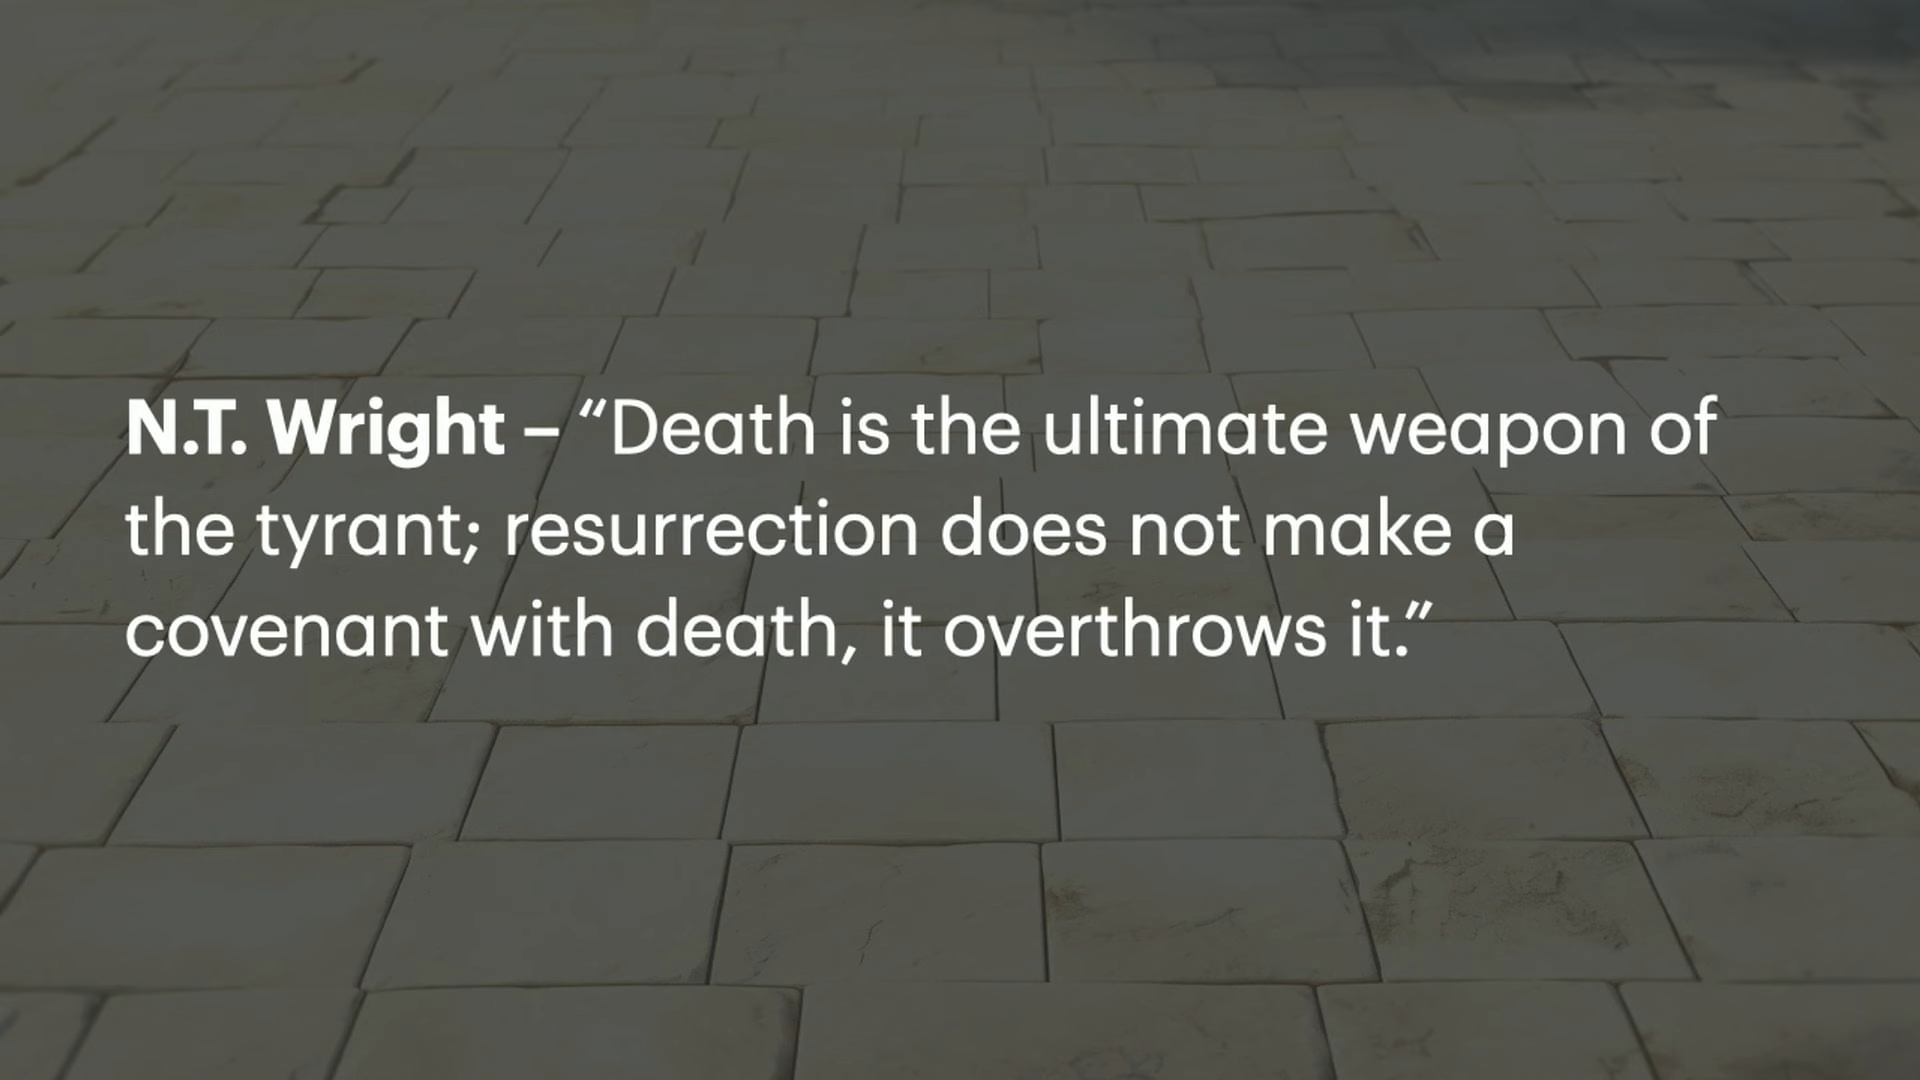 N.T. Wright – “Death is the ultimate weapon of
the tyrant; resurrection does not make a
covenant with death, it overthrows it.”